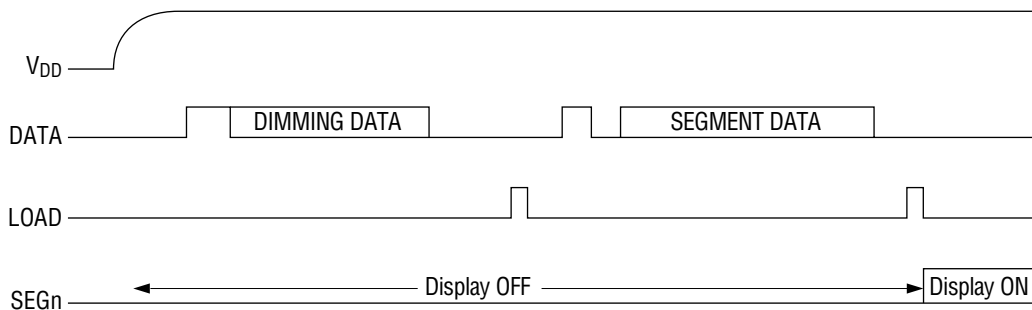 VDD
DATA
DIMMING DATA
SEGMENT DATA
LOAD
SEGn
Display OFF
Display ON